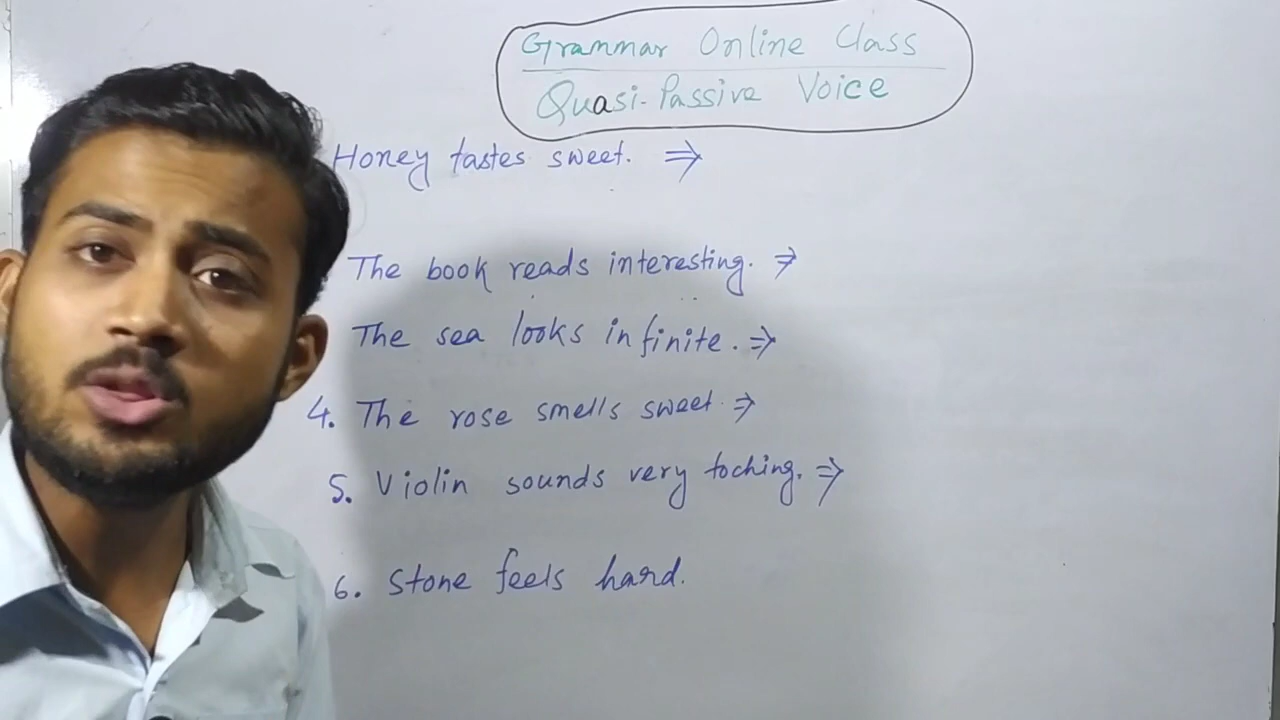 Grammar Online Class
Quasi-Passive Voice
Honey tastes sweet. ⇒
The book reads interesting. ⇒
The sea looks infinite. ⇒
4. The rose smells sweet. ⇒
5. Violin sounds very toching. ⇒
6. Stone feels hard.